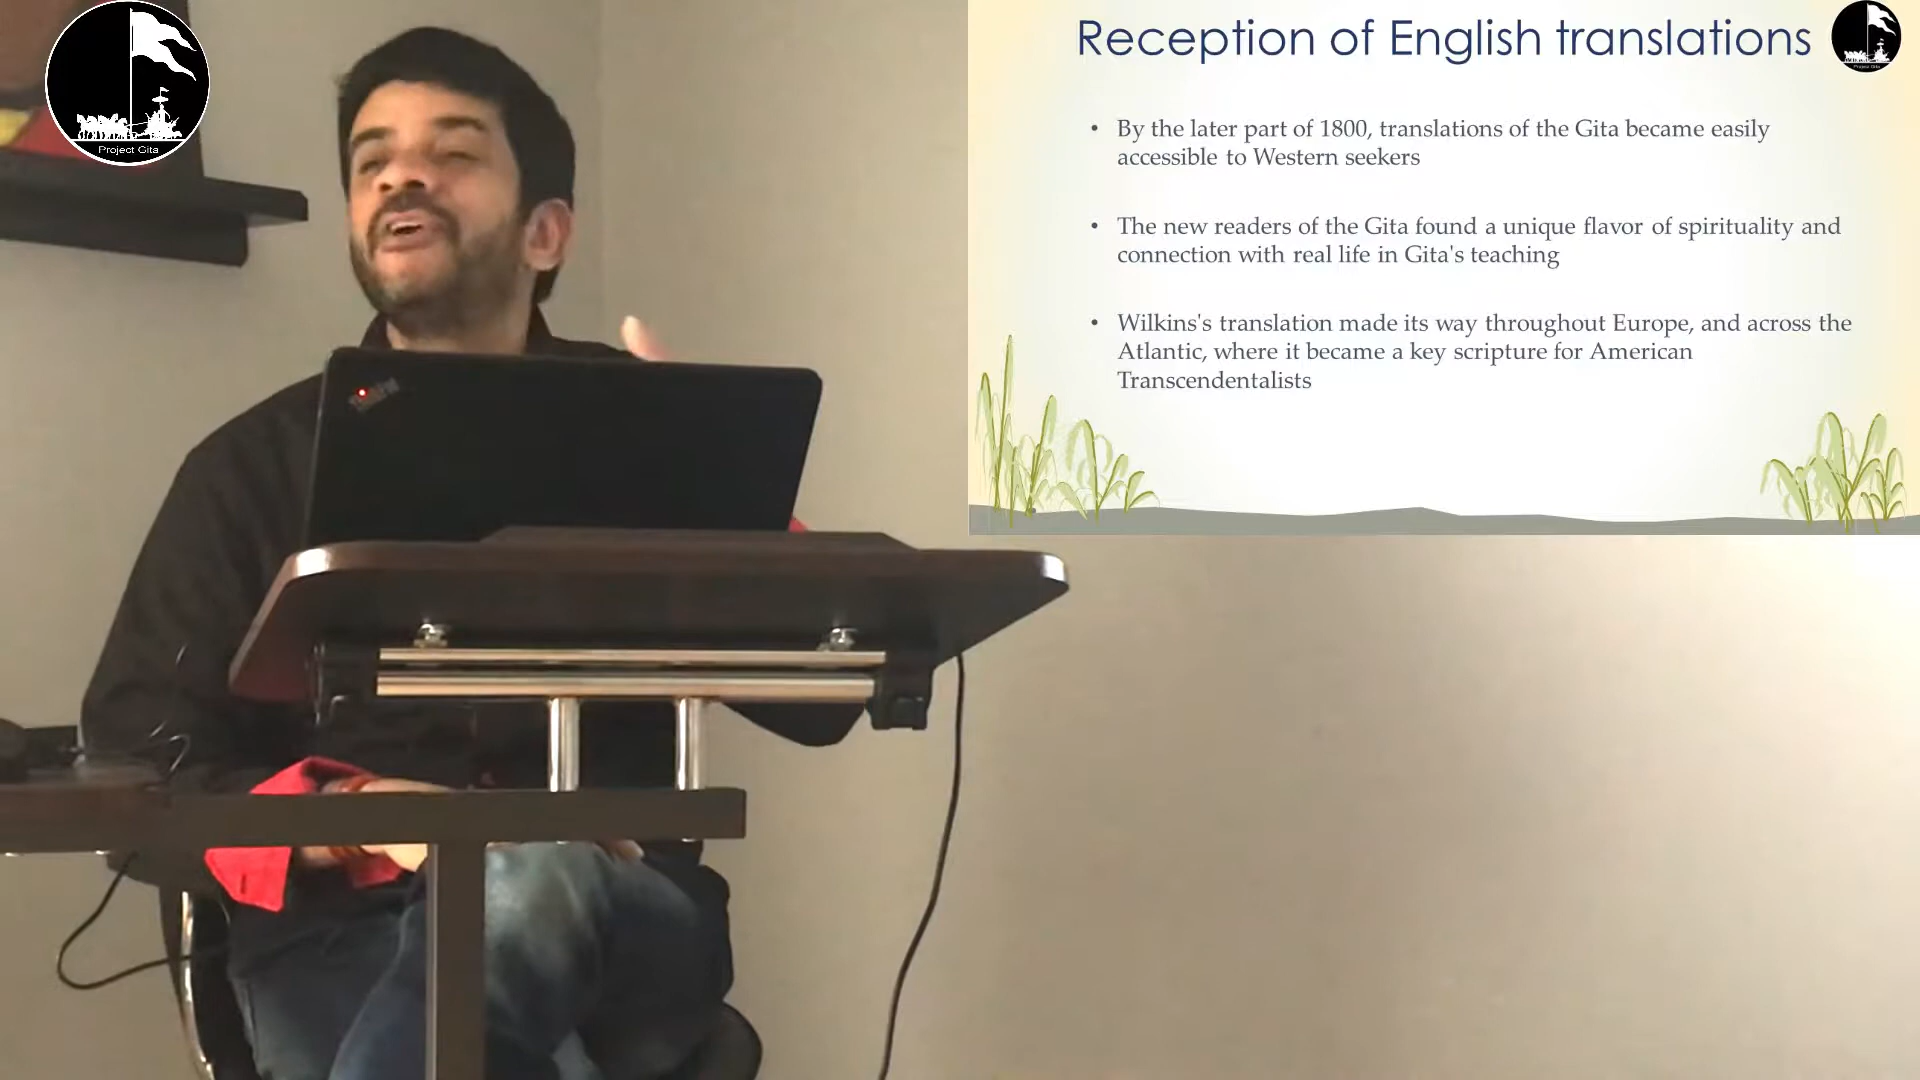 Project Gita
Reception of English translations
Project Gita
• By the later part of 1800, translations of the Gita became easily
accessible to Western seekers
• The new readers of the Gita found a unique flavor of spirituality and
connection with real life in Gita's teaching
• Wilkins's translation made its way throughout Europe, and across the
Atlantic, where it became a key scripture for American
Transcendentalists